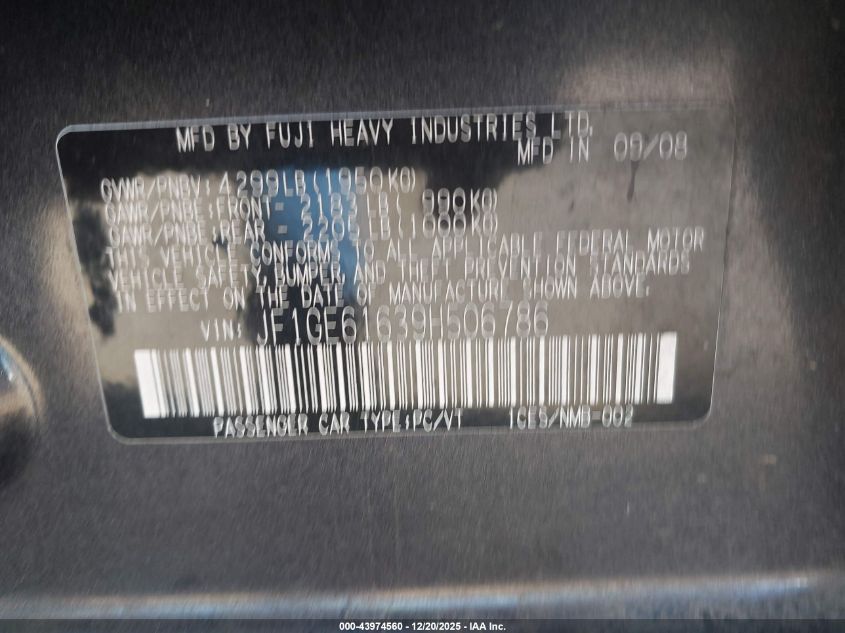 MFD BY FUJI HEAVY INDUSTRIES LTD.
MFD IN 09/08
GVWR/PNBV: 4299LB(1950KG)
GAWR/PNBE:FRONT- 2183LB( 990KG)
GAWR/PNBE:REAR - 2205LB(1000KG)
THIS VEHICLE CONFORMS TO ALL APPLICABLE FEDERAL MOTOR
VEHICLE SAFETY, BUMPER, AND THEFT PREVENTION STANDARDS
IN EFFECT ON THE DATE OF MANUFACTURE SHOWN ABOVE.
VIN: JF1GE61639H506786
PASSENGER CAR TYPE:PC/VT 1GES/NMB-002
000-43974560 - 12/20/2025 - IAA Inc.